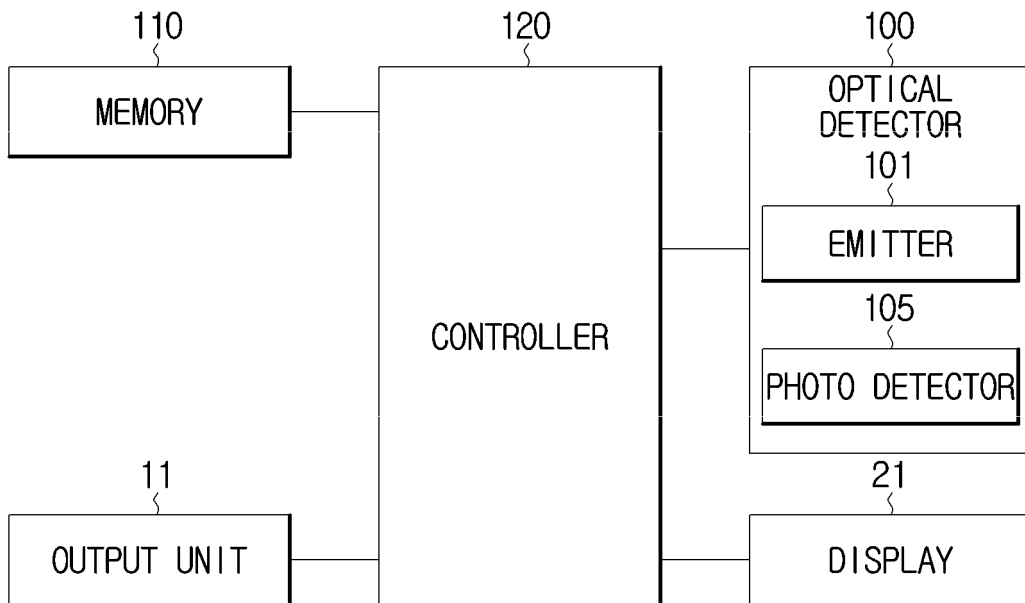 110
120
100
MEMORY
OPTICAL
DETECTOR
101
EMITTER
105
CONTROLLER
PHOTO DETECTOR
11
21
OUTPUT UNIT
DISPLAY